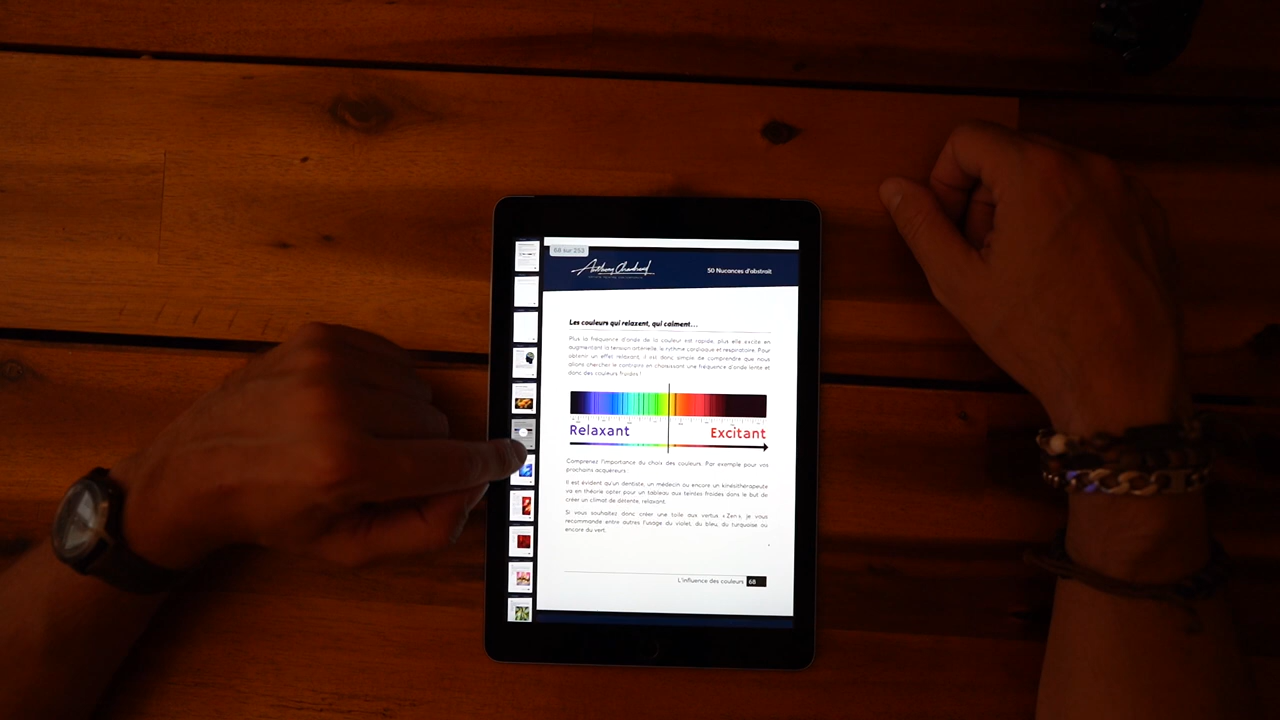 68 sur 253
Anthony Chambaud
50 Nuances d'abstrait
Les couleurs qui relaxent, qui calment...
Plus la fréquence d'onde de la couleur est rapide, plus elle excite en
augmentant la tension artérielle, le rythme cardiaque et respiratoire. Pour
obtenir un effet relaxant, il est donc simple de comprendre que nous
allons chercher le contraire en choisissant une fréquence d'onde lente et
donc des couleurs froides !
Relaxant
Excitant
Comprenez l'importance du choix des couleurs. Par exemple pour vos
prochains acquéreurs :
Il est évident qu'un dentiste, un médecin ou encore un kinésithérapeute
va en théorie opter pour un tableau aux teintes froides dans le but de
créer un climat de détente, relaxant.
Si vous souhaitez donc créer une toile aux vertus « Zen », je vous
recommande entre autres l'usage du violet, du bleu, du turquoise ou
encore du vert.
L'influence des couleurs 68